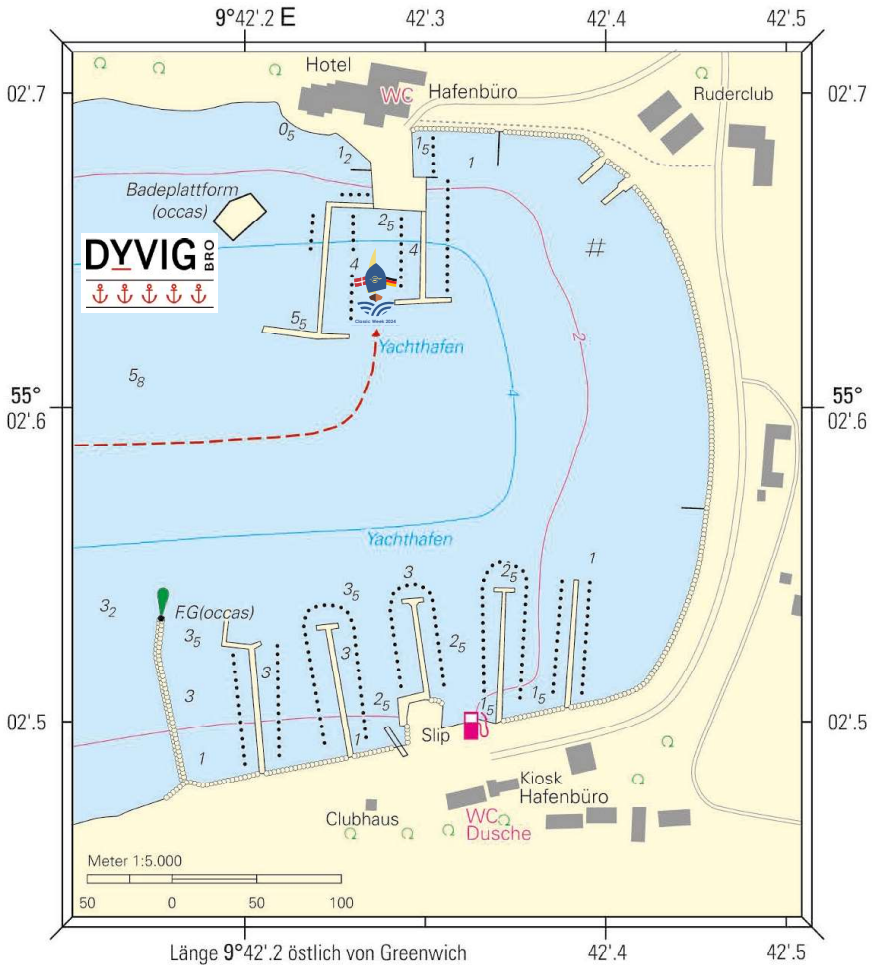 9°42'.2 E
42'.3
42'.4
42'.5
02'.7
02'.7
Hotel
WC
Hafenbüro
Ruderclub
0₅
1₂
1₅
1
Badeplattform
(occas)
2₅
4
4
#
DYVIG BRO
Classic Week 2024
5₅
Yachthafen
2
5₈
55°
02'.6
4
55°
02'.6
Yachthafen
3₂
F.G(occas)
3₅
3₅
3
2₅
1
3
3
3
2₅
2₅
1₅
1₅
1
1
02'.5
02'.5
Slip
Kiosk
Hafenbüro
Clubhaus
WC
Dusche
Meter 1:5.000
50 0 50 100
Länge 9°42'.2 östlich von Greenwich
42'.4
42'.5